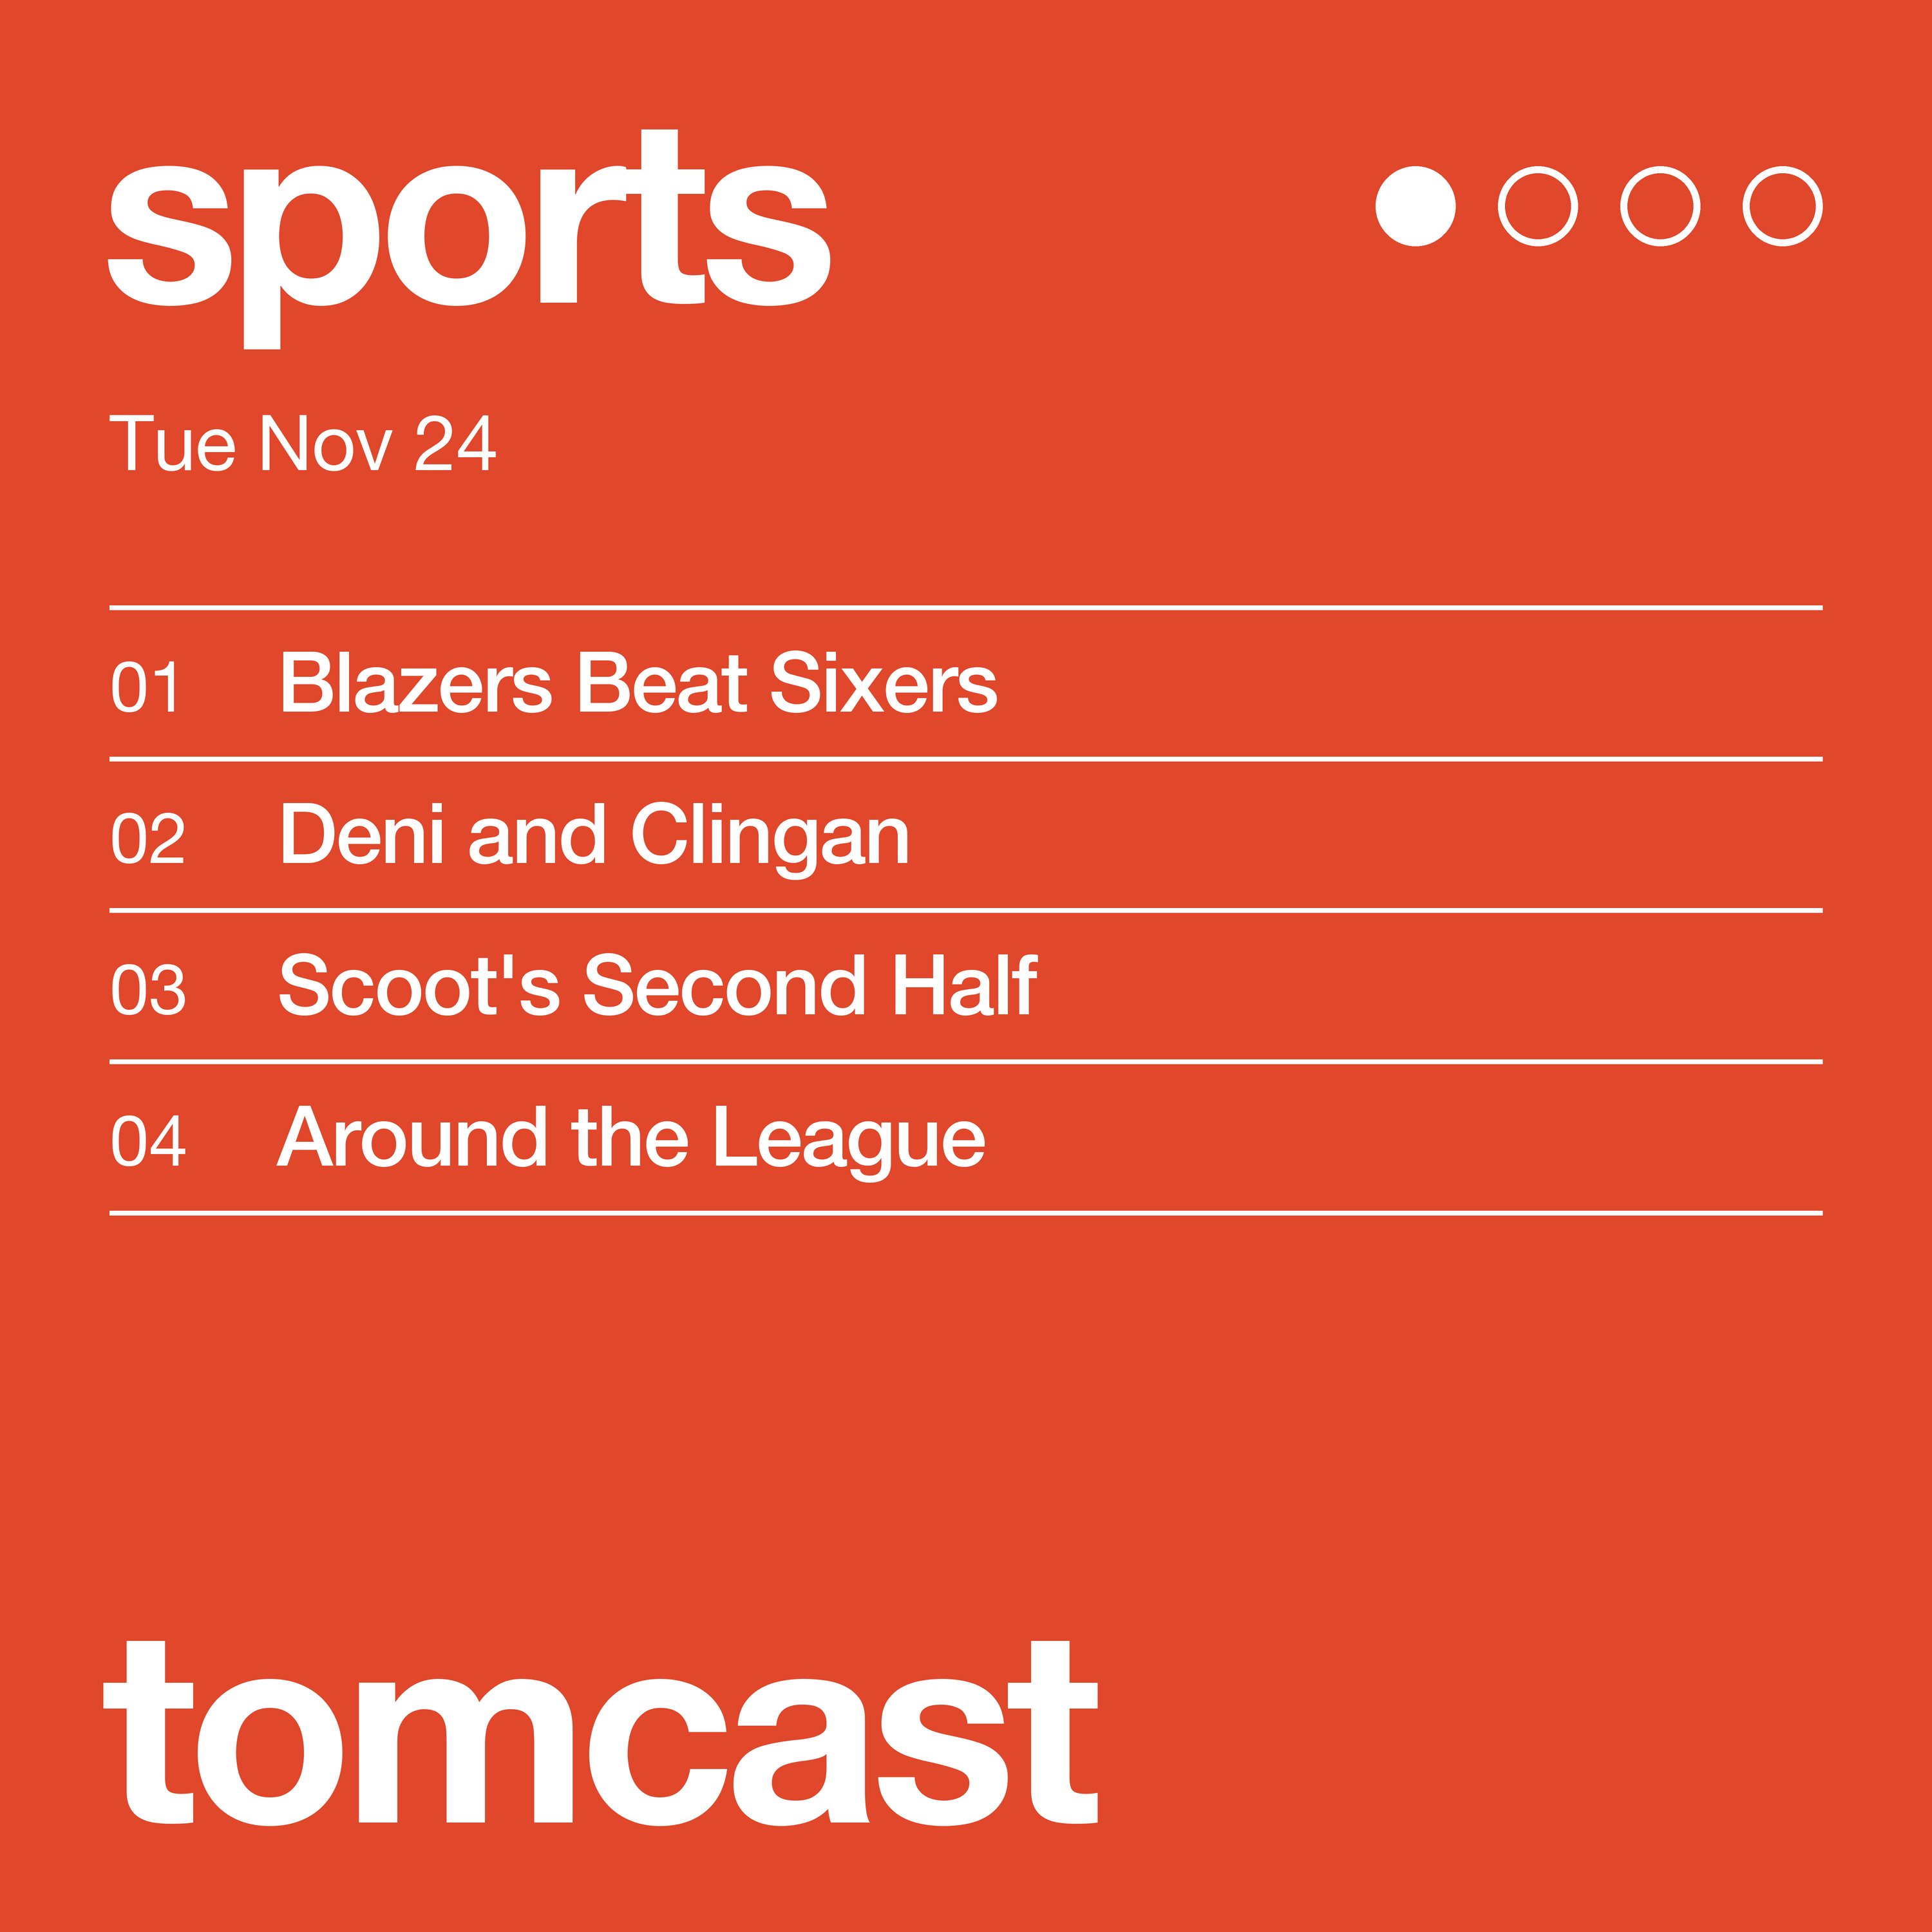 sports
Tue Nov 24
01 Blazers Beat Sixers
02 Deni and Clingan
03 Scoot's Second Half
04 Around the League
tomcast